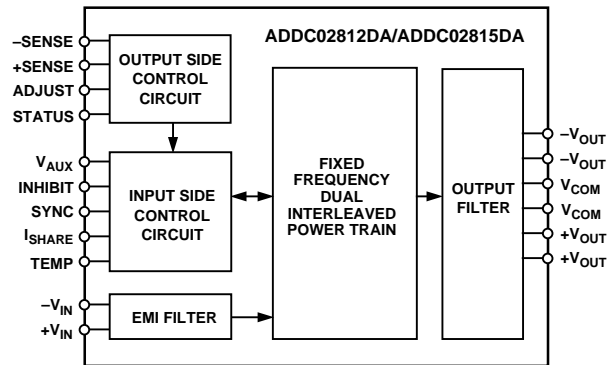 ADDC02812DA/ADDC02815DA
–SENSE
+SENSE
ADJUST
STATUS
OUTPUT SIDE
CONTROL
CIRCUIT
VAUX
INHIBIT
SYNC
ISHARE
TEMP
INPUT SIDE
CONTROL
CIRCUIT
–VIN
+VIN
EMI FILTER
FIXED
FREQUENCY
DUAL
INTERLEAVED
POWER TRAIN
OUTPUT
FILTER
–VOUT
–VOUT
VCOM
VCOM
+VOUT
+VOUT